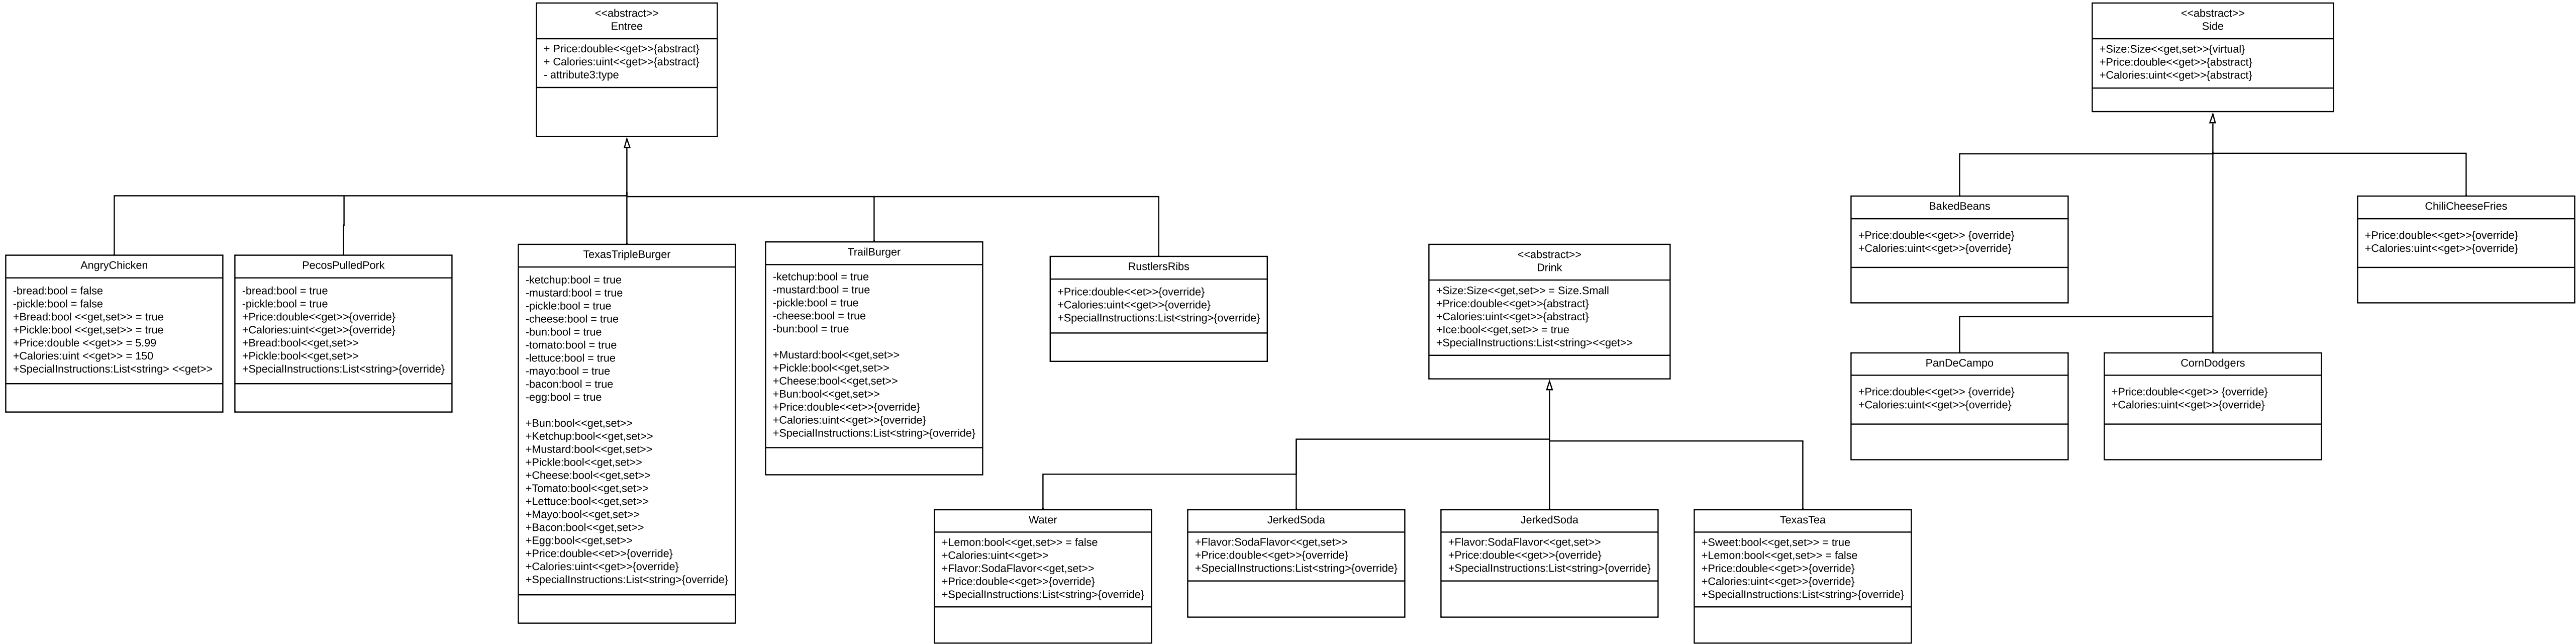 <<abstract>>
Entree
+ Price:double<<get>>{abstract}
+ Calories:uint<<get>>{abstract}
- attribute3:type
<<abstract>>
Side
+Size:Size<<get,set>>{virtual}
+Price:double<<get>>{abstract}
+Calories:uint<<get>>{abstract}
AngryChicken
-bread:bool = false
-pickle:bool = false
+Bread:bool <<get,set>> = true
+Pickle:bool <<get,set>> = true
+Price:double <<get>> = 5.99
+Calories:uint <<get>> = 150
+SpecialInstructions:List<string> <<get>>
PecosPulledPork
-bread:bool = true
-pickle:bool = true
+Price:double<<get>>{override}
+Calories:uint<<get>>{override}
+Bread:bool<<get,set>>
+Pickle:bool<<get,set>>
+SpecialInstructions:List<string>{override}
TexasTripleBurger
-ketchup:bool = true
-mustard:bool = true
-pickle:bool = true
-cheese:bool = true
-bun:bool = true
-tomato:bool = true
-lettuce:bool = true
-mayo:bool = true
-bacon:bool = true
-egg:bool = true
+Bun:bool<<get,set>>
+Ketchup:bool<<get,set>>
+Mustard:bool<<get,set>>
+Pickle:bool<<get,set>>
+Cheese:bool<<get,set>>
+Tomato:bool<<get,set>>
+Lettuce:bool<<get,set>>
+Mayo:bool<<get,set>>
+Bacon:bool<<get,set>>
+Egg:bool<<get,set>>
+Price:double<<et>>{override}
+Calories:uint<<get>>{override}
+SpecialInstructions:List<string>{override}
TrailBurger
-ketchup:bool = true
-mustard:bool = true
-pickle:bool = true
-cheese:bool = true
-bun:bool = true
+Mustard:bool<<get,set>>
+Pickle:bool<<get,set>>
+Cheese:bool<<get,set>>
+Bun:bool<<get,set>>
+Price:double<<et>>{override}
+Calories:uint<<get>>{override}
+SpecialInstructions:List<string>{override}
RustlersRibs
+Price:double<<et>>{override}
+Calories:uint<<get>>{override}
+SpecialInstructions:List<string>{override}
<<abstract>>
Drink
+Size:Size<<get,set>> = Size.Small
+Price:double<<get>>{abstract}
+Calories:uint<<get>>{abstract}
+Ice:bool<<get,set>> = true
+SpecialInstructions:List<string><<get>>
BakedBeans
+Price:double<<get>> {override}
+Calories:uint<<get>>{override}
ChiliCheeseFries
+Price:double<<get>>{override}
+Calories:uint<<get>>{override}
PanDeCampo
+Price:double<<get>> {override}
+Calories:uint<<get>>{override}
CornDodgers
+Price:double<<get>> {override}
+Calories:uint<<get>>{override}
Water
+Lemon:bool<<get,set>> = false
+Calories:uint<<get>>
+Flavor:SodaFlavor<<get,set>>
+Price:double<<get>>{override}
+SpecialInstructions:List<string>{override}
JerkedSoda
+Flavor:SodaFlavor<<get,set>>
+Price:double<<get>>{override}
+SpecialInstructions:List<string>{override}
JerkedSoda
+Flavor:SodaFlavor<<get,set>>
+Price:double<<get>>{override}
+SpecialInstructions:List<string>{override}
TexasTea
+Sweet:bool<<get,set>> = true
+Lemon:bool<<get,set>> = false
+Price:double<<get>>{override}
+Calories:uint<<get>>{override}
+SpecialInstructions:List<string>{override}